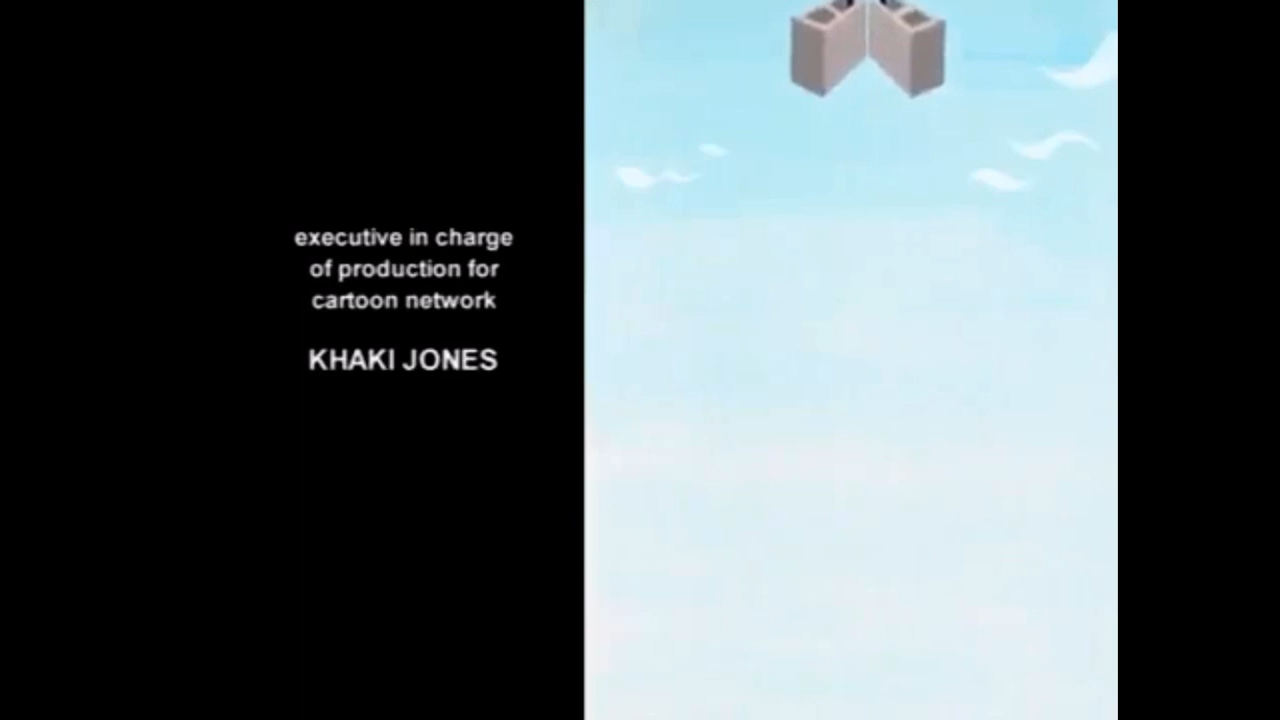 executive in charge
of production for
cartoon network
KHAKI JONES